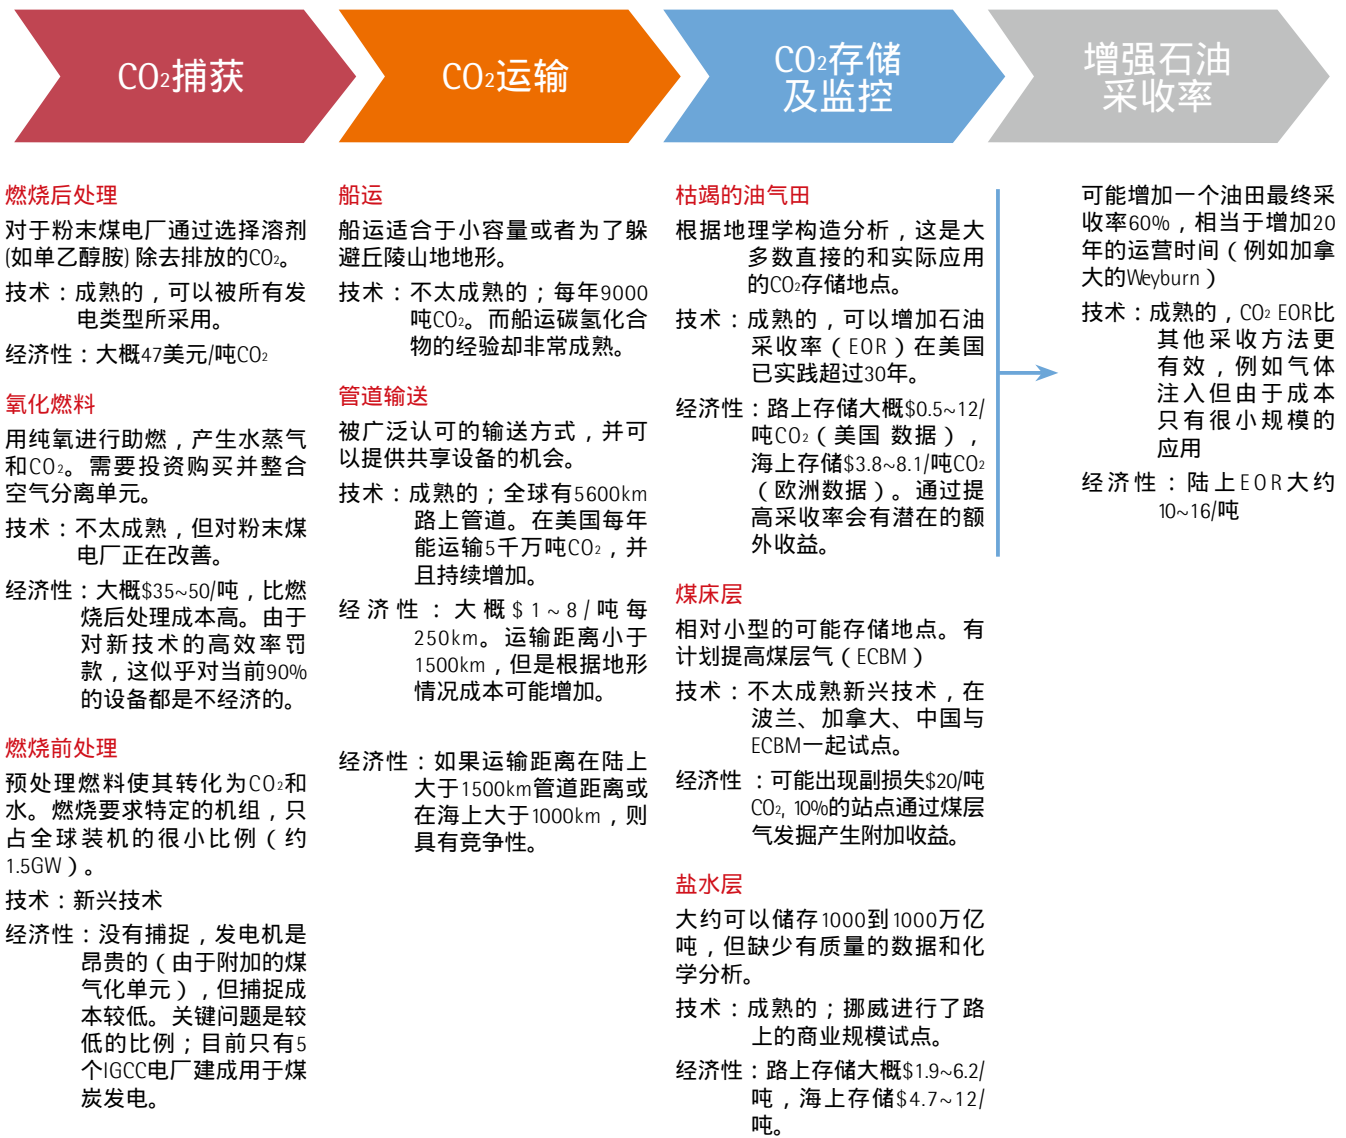 CO₂捕获
CO₂运输
CO₂存储
及监控
增强石油
采收率
燃烧后处理
对于粉末煤电厂通过选择溶剂
(如单乙醇胺) 除去排放的CO₂。
技术：成熟的，可以被所有发
电类型所采用。
经济性：大概47美元/吨CO₂
氧化燃料
用纯氧进行助燃，产生水蒸气
和CO₂。需要投资购买并整合
空气分离单元。
技术：不太成熟，但对粉末煤
电厂正在改善。
经济性：大概$35~50/吨，比燃
烧后处理成本高。由于
对新技术的高效率罚
款，这似乎对当前90%
的设备都是不经济的。
燃烧前处理
预处理燃料使其转化为CO₂和
水。燃烧要求特定的机组，只
占全球装机的很小比例（约
1.5GW）。
技术：新兴技术
经济性：没有捕捉，发电机是
昂贵的（由于附加的煤
气化单元），但捕捉成
本较低。关键问题是较
低的比例；目前只有5
个IGCC电厂建成用于煤
炭发电。
船运
船运适合于小容量或者为了躲
避丘陵山地地形。
技术：不太成熟的；每年9000
吨CO₂。而船运碳氢化合
物的经验却非常成熟。
管道输送
被广泛认可的输送方式，并可
以提供共享设备的机会。
技术：成熟的；全球有5600km
路上管道。在美国每年
能运输5千万吨CO₂，并
且持续增加。
经济性：大概$1~8/吨每
250km。运输距离小于
1500km，但是根据地形
情况成本可能增加。
经济性：如果运输距离在陆上
大于1500km管道距离或
在海上大于1000km，则
具有竞争性。
枯竭的油气田
根据地理学构造分析，这是大
多数直接的和实际应用
的CO₂存储地点。
技术：成熟的，可以增加石油
采收率（EOR）在美国
已实践超过30年。
经济性：路上存储大概$0.5~12/
吨CO₂（美国 数据），
海上存储$3.8~8.1/吨CO₂
（欧洲数据）。通过提
高采收率会有潜在的额
外收益。
煤床层
相对小型的可能存储地点。有
计划提高煤层气（ECBM）
技术：不太成熟新兴技术，在
波兰、加拿大、中国与
ECBM一起试点。
经济性：可能出现副损失$20/吨
CO₂, 10%的站点通过煤层
气发掘产生附加收益。
盐水层
大约可以储存1000到1000万亿
吨，但缺少有质量的数据和化
学分析。
技术：成熟的；挪威进行了路
上的商业规模试点。
经济性：路上存储大概$1.9~6.2/
吨，海上存储$4.7~12/
吨。
可能增加一个油田最终采
收率60%，相当于增加20
年的运营时间（例如加拿
大的Weyburn）
技术：成熟的，CO₂ EOR比
其他采收方法更
有效，例如气体
注入但由于成本
只有很小规模的
应用
经济性：陆上EOR大约
10~16/吨